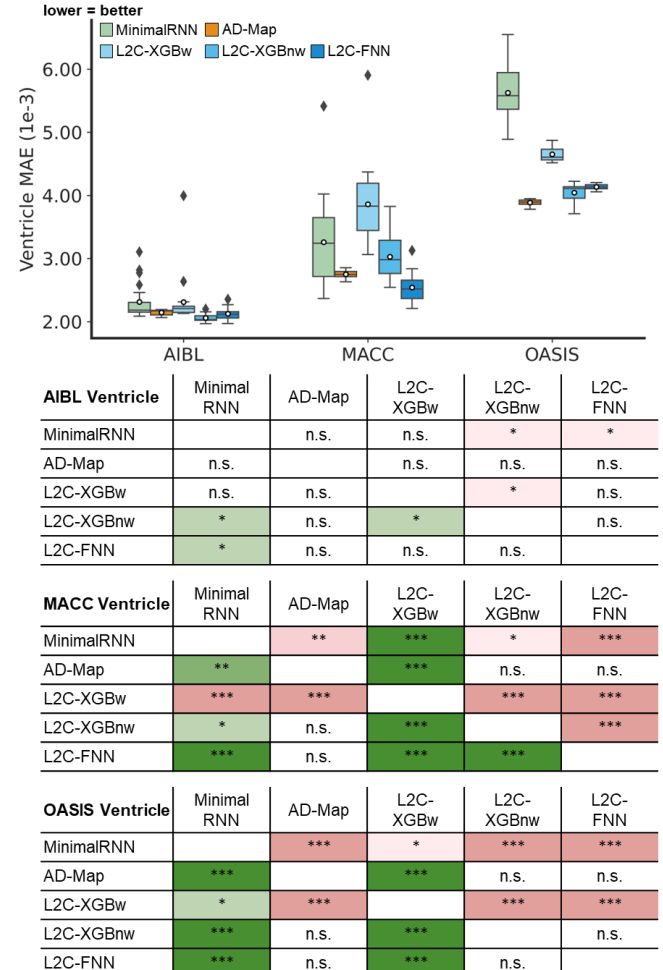 lower = better
MinimalRNN AD-Map
L2C-XGBw L2C-XGBnw L2C-FNN
Ventricle MAE (1e-3)
6.00
5.00
4.00
3.00
2.00
AIBL MACC OASIS
AIBL Ventricle Minimal RNN AD-Map L2C-XGBw L2C-XGBnw L2C-FNN
MinimalRNN n.s. n.s. * *
AD-Map n.s. n.s. n.s. n.s.
L2C-XGBw n.s. n.s. * n.s.
L2C-XGBnw * n.s. * n.s.
L2C-FNN * n.s. n.s. n.s.
MACC Ventricle Minimal RNN AD-Map L2C-XGBw L2C-XGBnw L2C-FNN
MinimalRNN ** *** * ***
AD-Map ** *** n.s. n.s.
L2C-XGBw *** *** *** ***
L2C-XGBnw * n.s. *** ***
L2C-FNN *** n.s. *** ***
OASIS Ventricle Minimal RNN AD-Map L2C-XGBw L2C-XGBnw L2C-FNN
MinimalRNN *** * *** ***
AD-Map *** *** n.s. n.s.
L2C-XGBw * *** *** ***
L2C-XGBnw *** n.s. *** n.s.
L2C-FNN *** n.s. *** n.s.